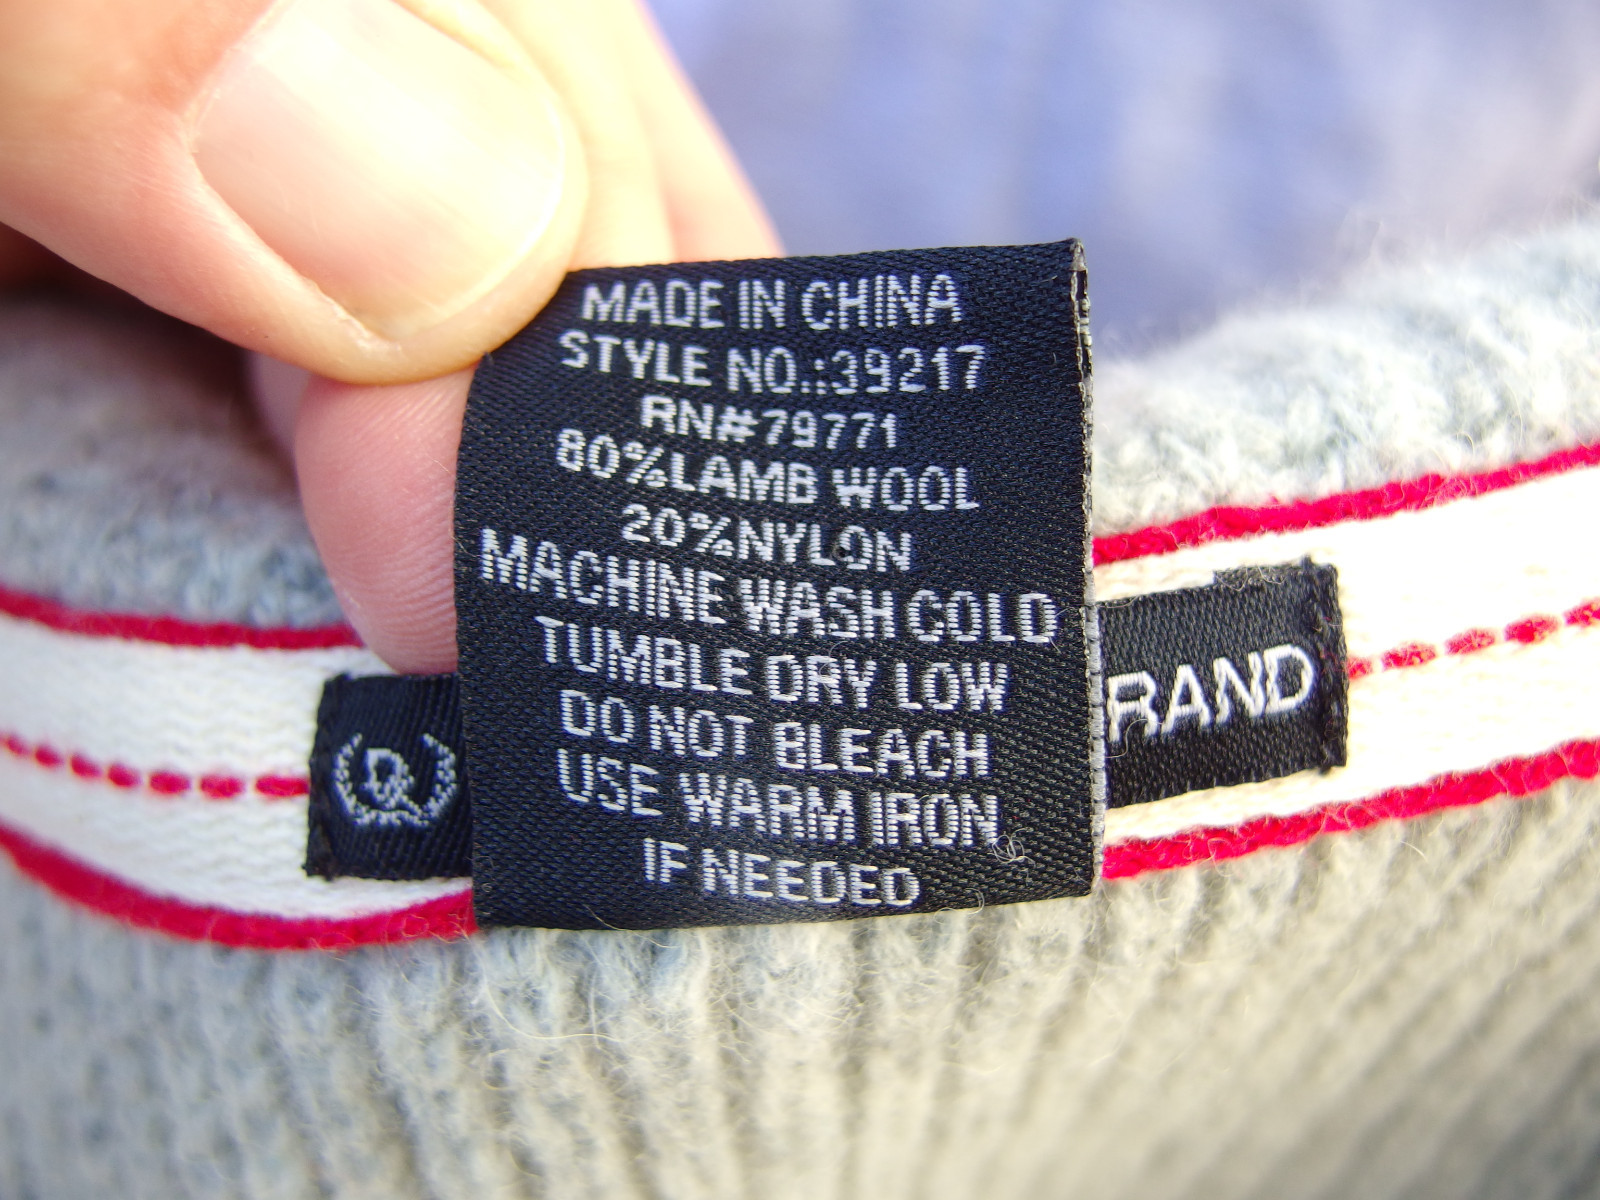 MADE IN CHINA
STYLE NO.:39217
RN#79771
80%LAMB WOOL
20%NYLON
MACHINE WASH COLD
TUMBLE DRY LOW
DO NOT BLEACH
USE WARM IRON
IF NEEDED
RAND